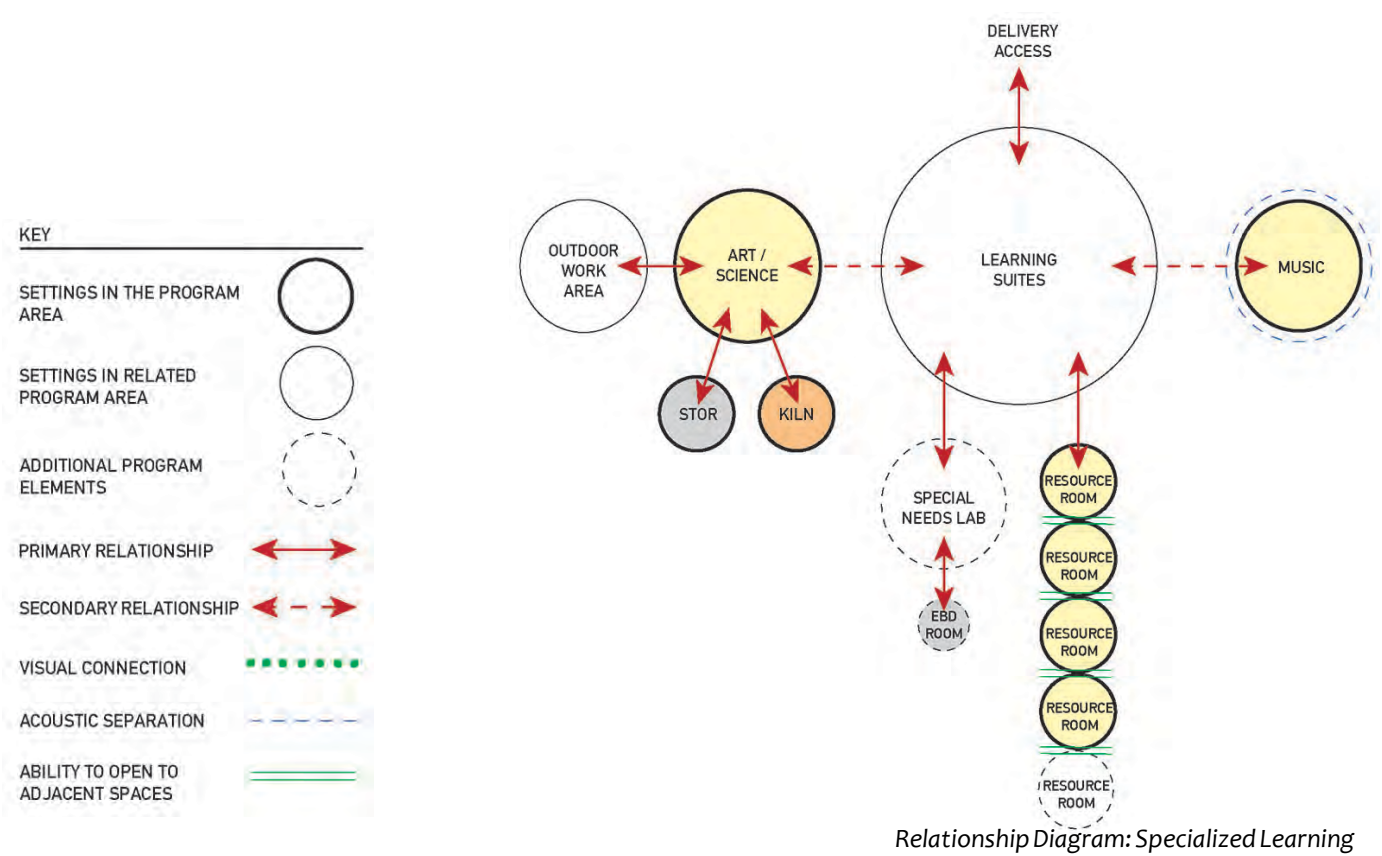 KEY
SETTINGS IN THE PROGRAM
AREA
SETTINGS IN RELATED
PROGRAM AREA
ADDITIONAL PROGRAM
ELEMENTS
PRIMARY RELATIONSHIP
SECONDARY RELATIONSHIP
VISUAL CONNECTION
ACOUSTIC SEPARATION
ABILITY TO OPEN TO
ADJACENT SPACES
DELIVERY
ACCESS
OUTDOOR
WORK
AREA
ART /
SCIENCE
LEARNING
SUITES
MUSIC
STOR
KILN
SPECIAL
NEEDS LAB
EBD
ROOM
RESOURCE
ROOM
RESOURCE
ROOM
RESOURCE
ROOM
RESOURCE
ROOM
RESOURCE
ROOM
Relationship Diagram: Specialized Learning